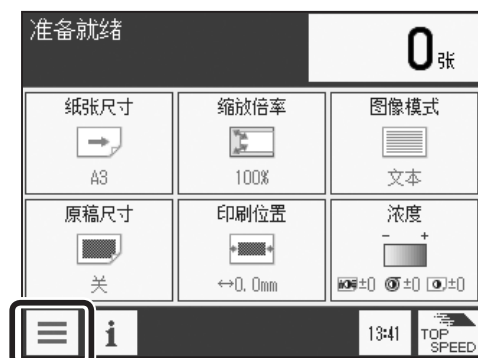 准备就绪
0张
纸张尺寸 缩放倍率 图像模式
A3 100% 文本
原稿尺寸 印刷位置 浓度
- +
关 ↔0.0mm ±0 ±0 ±0
i 13:41 TOP SPEED